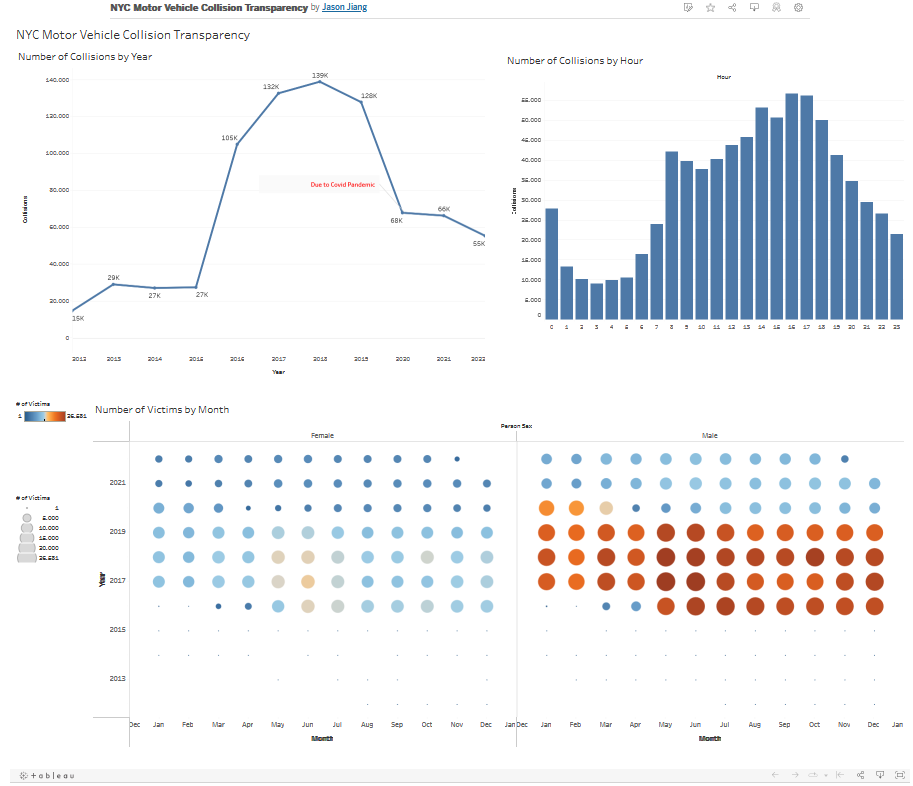 NYC Motor Vehicle Collision Transparency by Jason Jiang
NYC Motor Vehicle Collision Transparency
Number of Collisions by Year
140,000
120,000
100,000
80,000
60,000
40,000
20,000
0
Collisions
15K
29K
27K
27K
105K
132K
139K
128K
68K
66K
55K
Due to Covid Pandemic
2012 2013 2014 2015 2016 2017 2018 2019 2020 2021 2022
Year
Number of Collisions by Hour
Hour
55,000
50,000
45,000
40,000
35,000
30,000
25,000
20,000
15,000
10,000
5,000
0
Collisions
0 1 2 3 4 5 6 7 8 9 10 11 12 13 14 15 16 17 18 19 20 21 22 23
# of Victims
1
# of Victims
1
5,000
10,000
15,000
20,000
Number of Victims by Month
Person Sex
Female Male
2021
2019
2017
2015
2013
Year
Dec Jan Feb Mar Apr May Jun Jul Aug Sep Oct Nov Dec Jan
Dec Jan Feb Mar Apr May Jun Jul Aug Sep Oct Nov Dec Jan
Month Month
+ableau